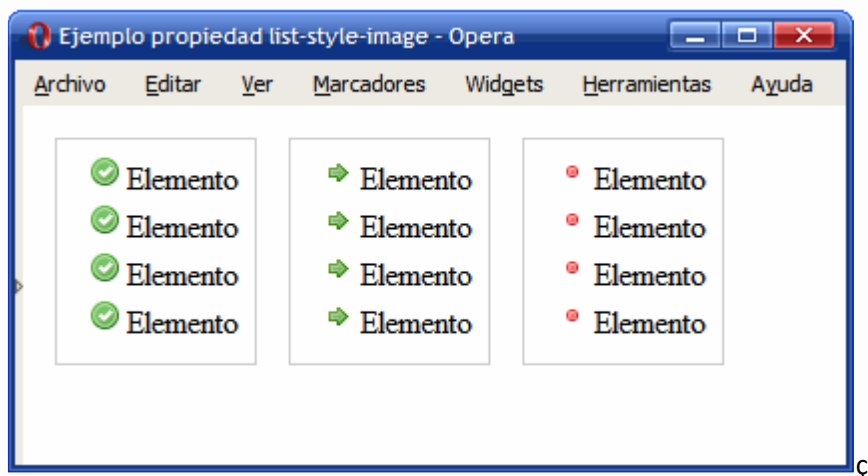 Ejemplo propiedad list-style-image - Opera
Archivo Editar Ver Marcadores Widgets Herramientas Ayuda
Elemento Elemento Elemento
Elemento Elemento Elemento
Elemento Elemento Elemento
Elemento Elemento Elemento
c